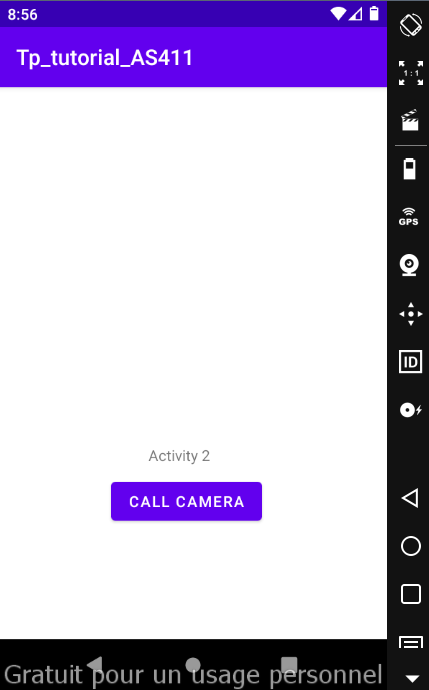 8:56
Tp_tutorial_AS411
1:1
GPS
ID
Activity 2
CALL CAMERA
Gratuit pour un usage personnel